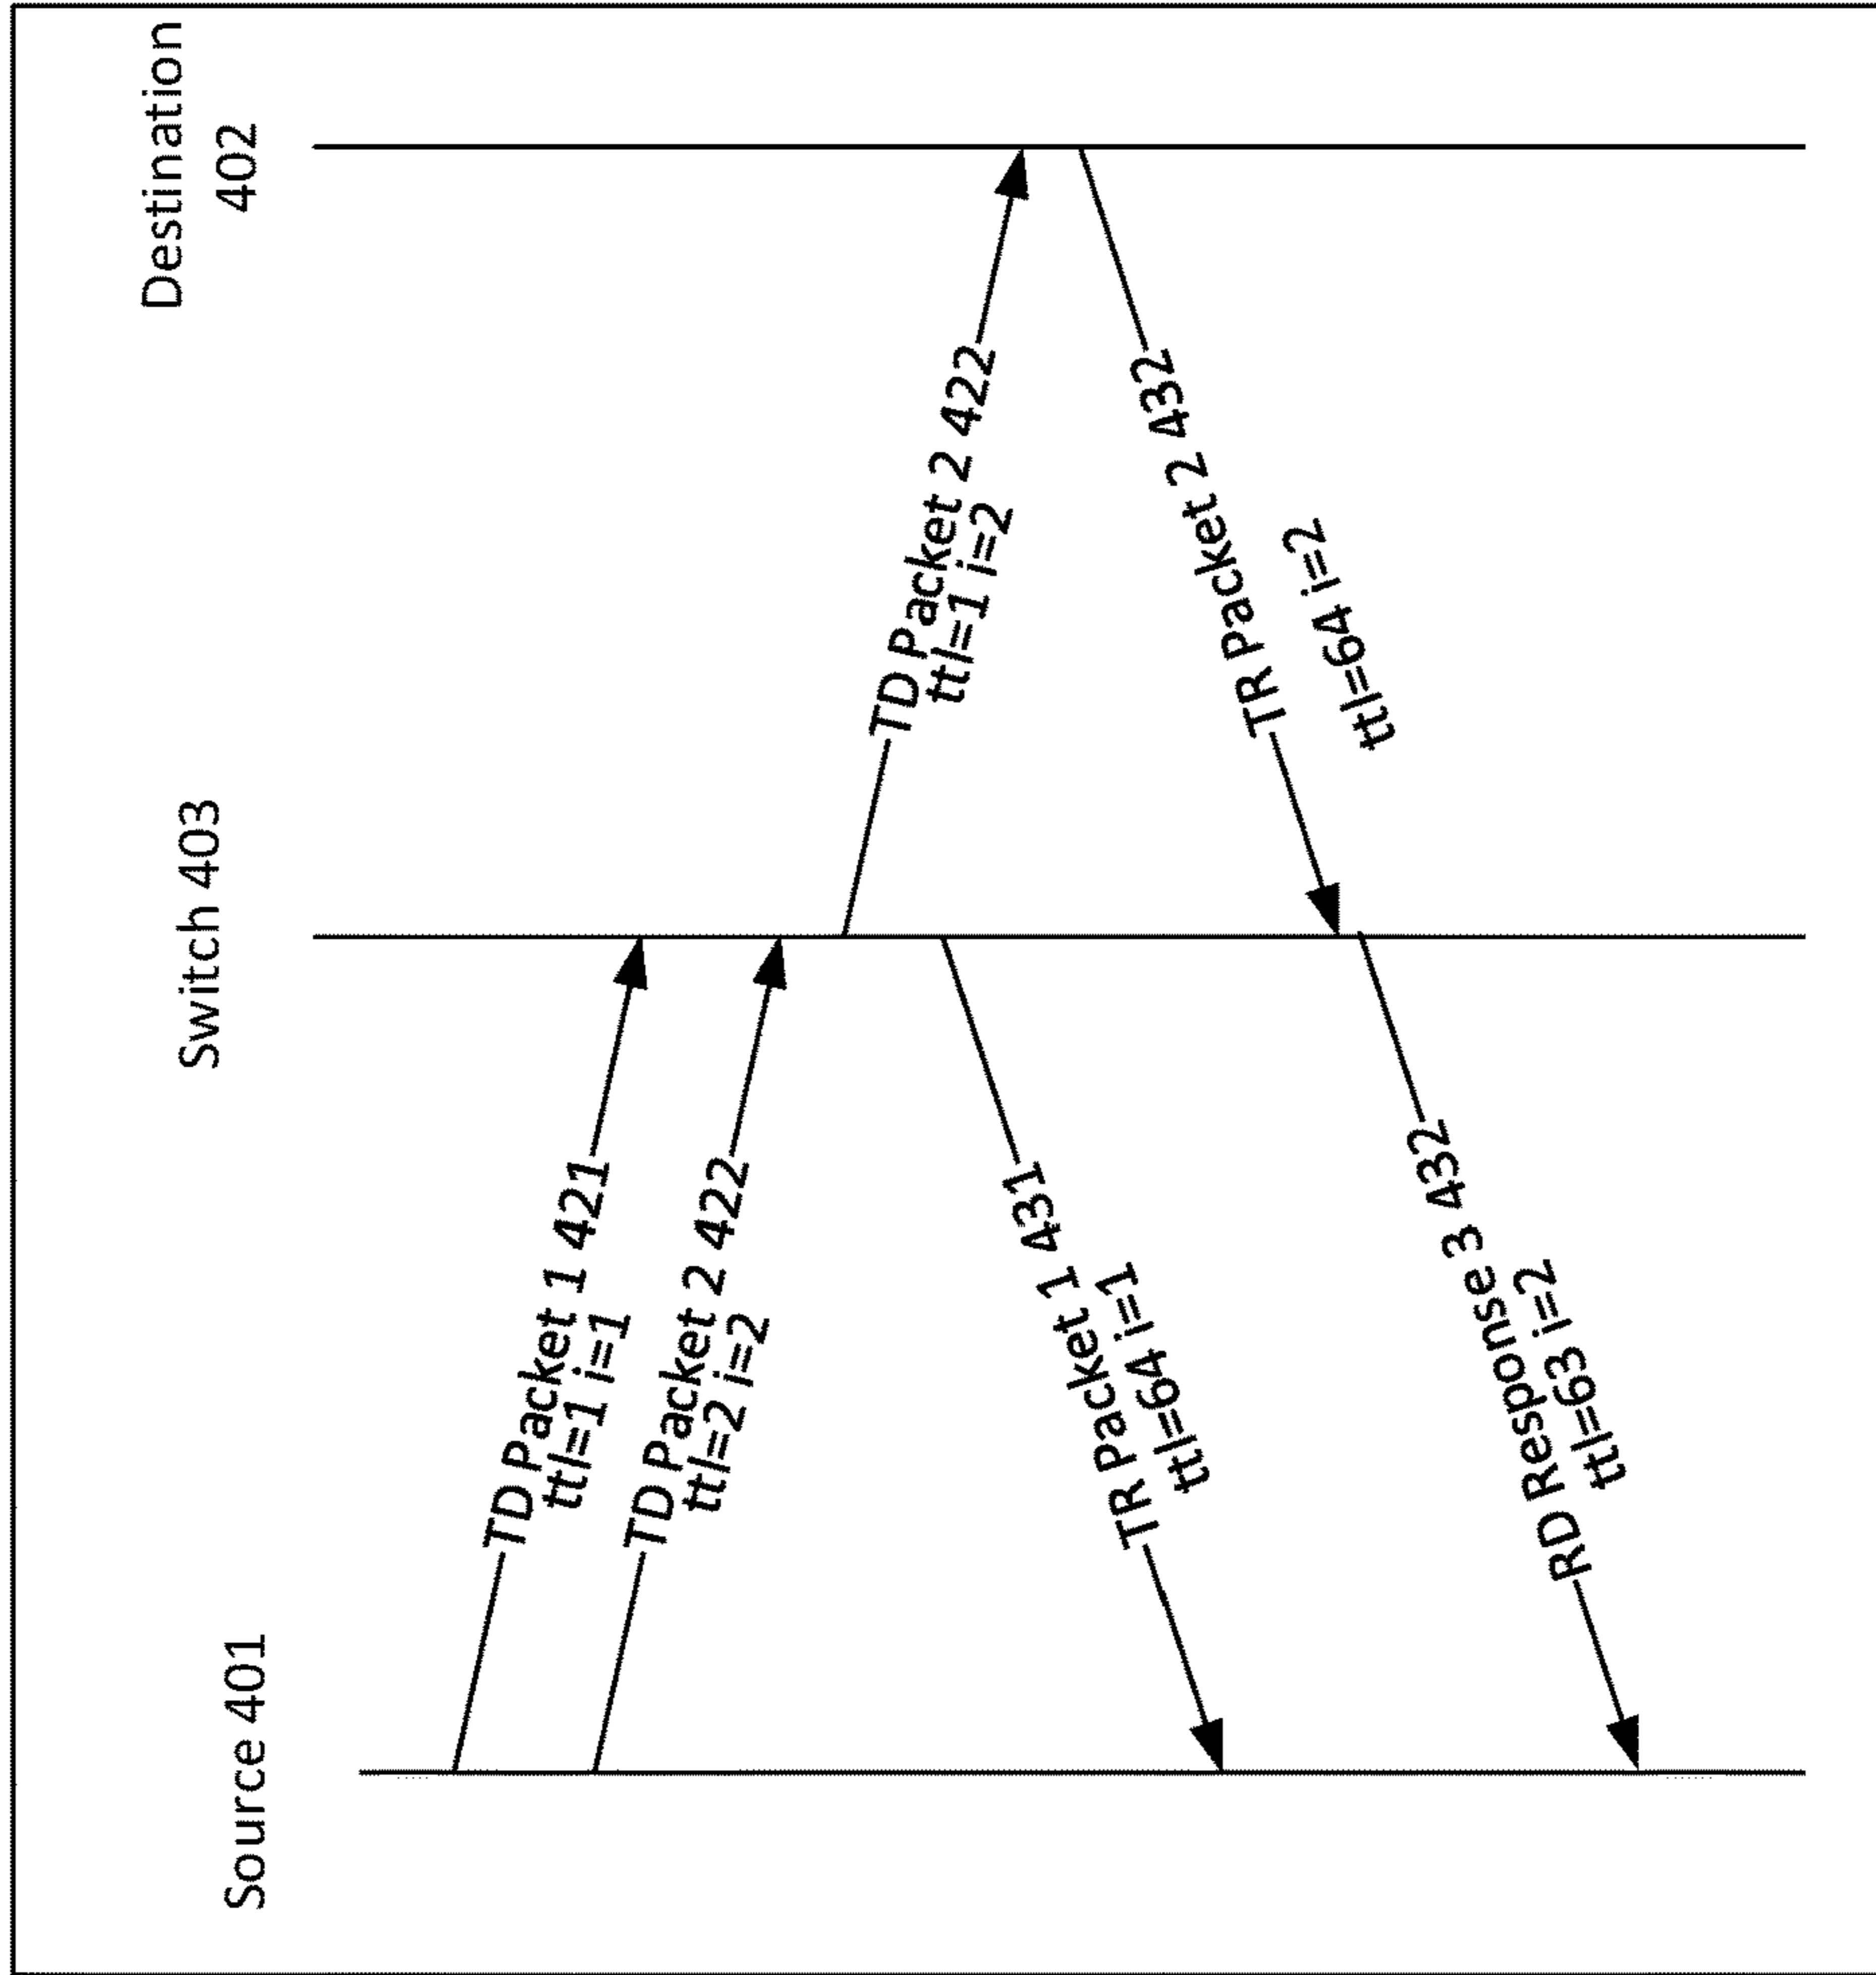 Source 401
Switch 403
Destination
402
TD Packet 1 421
ttl=1 i=1
TD Packet 2 422
ttl=2 i=2
TD Packet 2 422
ttl=1 i=2
TR Packet 1 431
ttl=64 i=1
TR Packet 2 432
ttl=64 i=2
RD Response 3 432
ttl=63 i=2